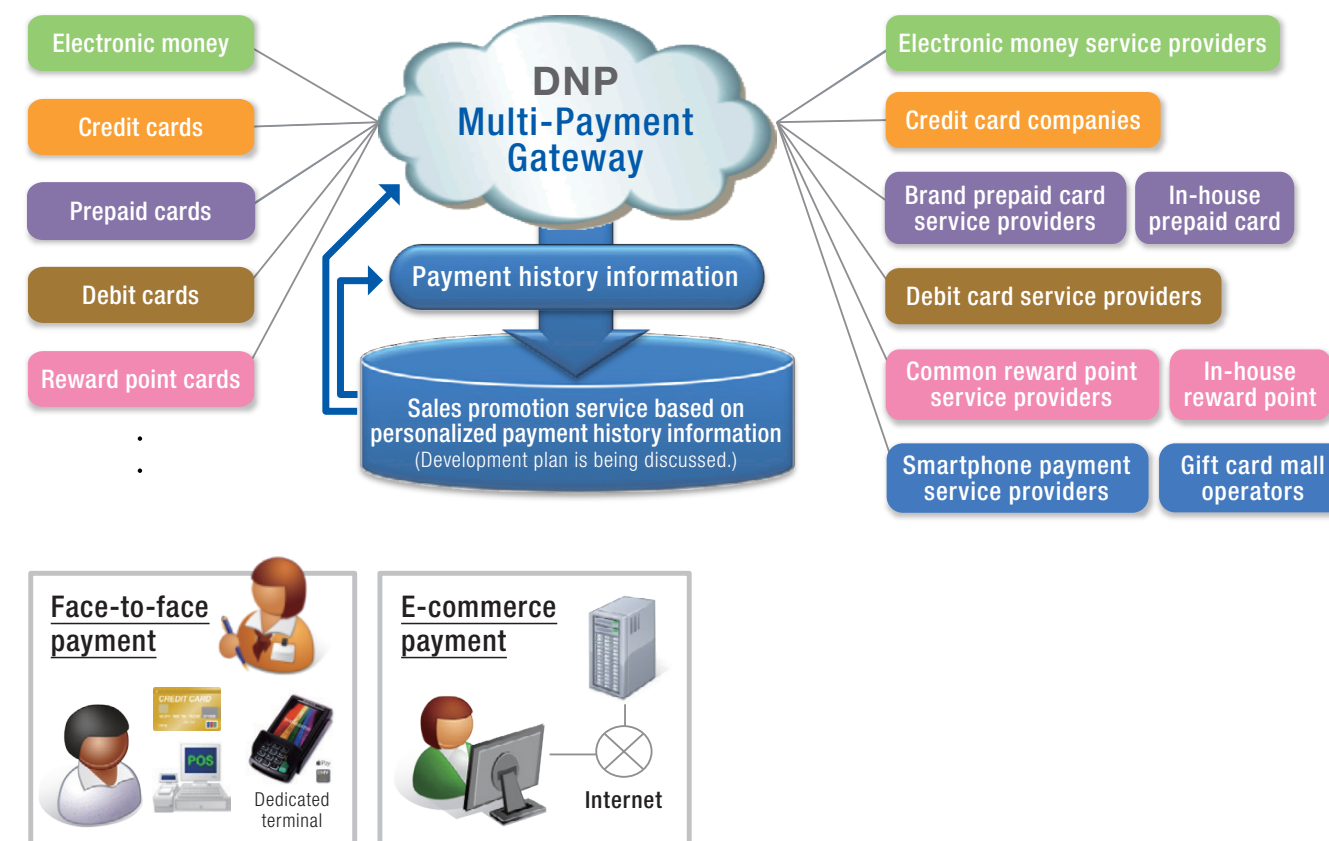 Electronic money
Credit cards
Prepaid cards
Debit cards
Reward point cards
.
.
DNP
Multi-Payment
Gateway
Payment history information
Sales promotion service based on
personalized payment history information
(Development plan is being discussed.)
Electronic money service providers
Credit card companies
Brand prepaid card
service providers
In-house
prepaid card
Debit card service providers
Common reward point
service providers
In-house
reward point
Smartphone payment
service providers
Gift card mall
operators
Face-to-face
payment
CREDIT CARD
POS
Pay
Dedicated
terminal
E-commerce
payment
Internet